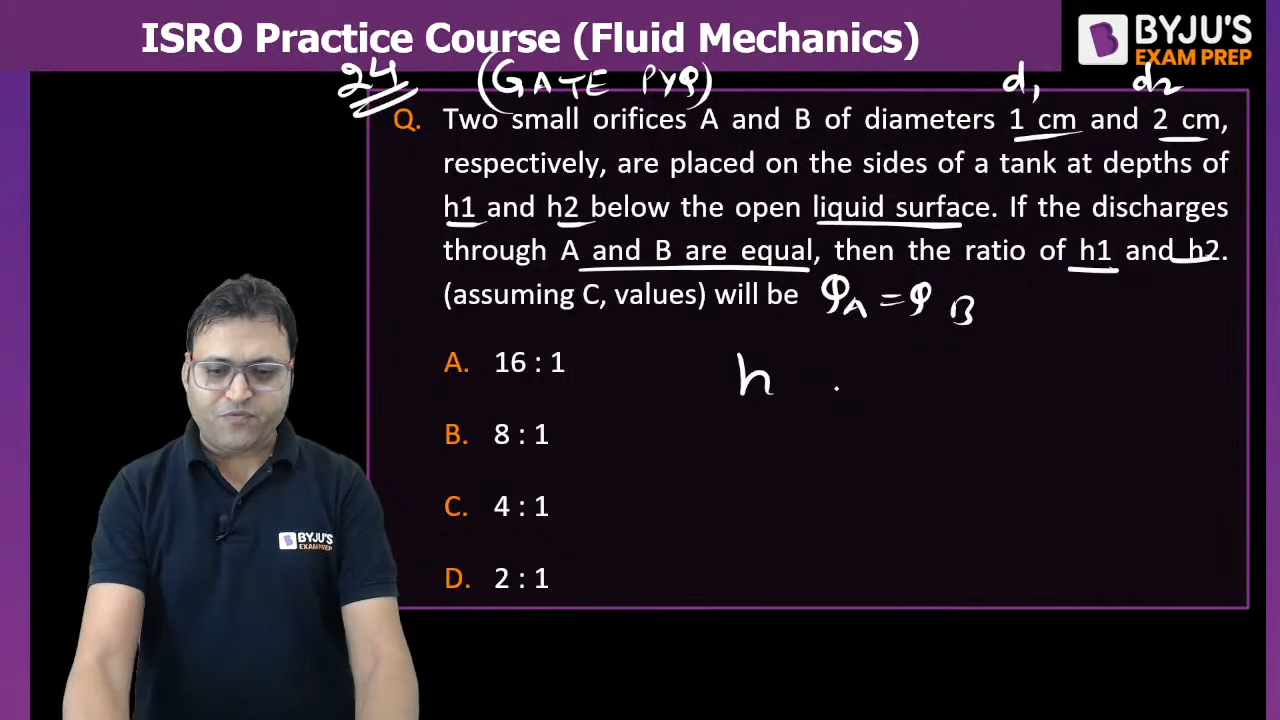 ISRO Practice Course (Fluid Mechanics)
BYJU'S
EXAM PREP
24 (GATE PYQ) d1 d2
Q. Two small orifices A and B of diameters 1 cm and 2 cm,
respectively, are placed on the sides of a tank at depths of
h1 and h2 below the open liquid surface. If the discharges
through A and B are equal, then the ratio of h1 and h2.
(assuming C, values) will be QA = Q B
A. 16 : 1
h
B. 8 : 1
C. 4 : 1
D. 2 : 1
BYJU'S
EXAM PREP